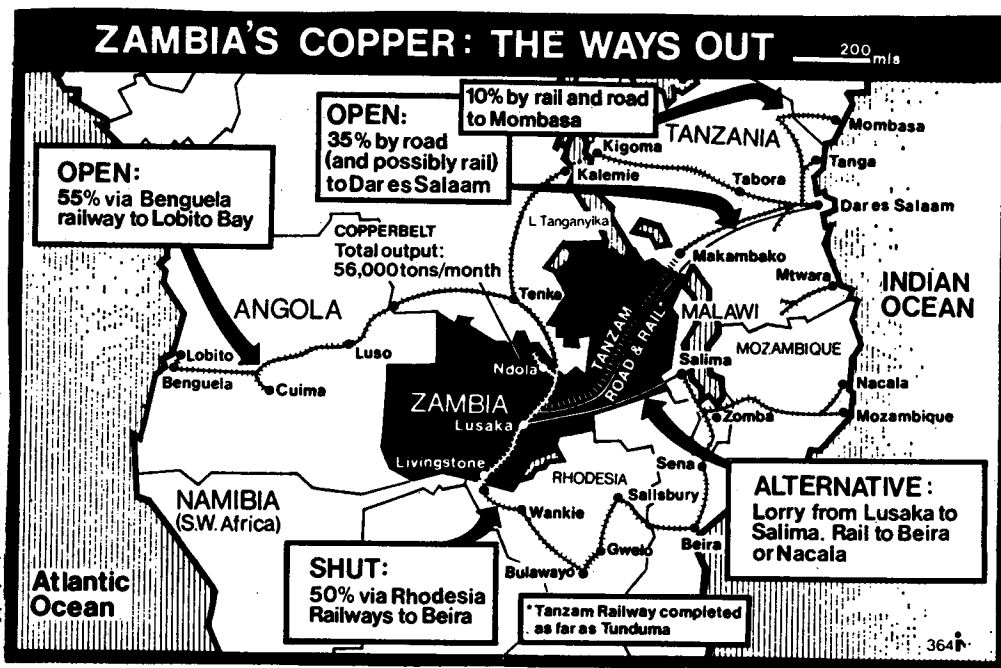 ZAMBIA'S COPPER: THE WAYS OUT
200 mls
10% by rail and road
to Mombasa
OPEN:
35% by road
(and possibly rail)
to Dar es Salaam
OPEN:
55% via Benguela
railway to Lobito Bay
COPPERBELT
Total output:
56,000 tons/month
TANZANIA
Mombasa
Kigoma
Tanga
Kalemie
Tabora
Dar es Salaam
L Tanganyika
Makambako
Mtwara
INDIAN
OCEAN
Tenke
ANGOLA
MALAWI
TANZAM
ROAD & RAIL
MOZAMBIQUE
Luso
Lobito
Benguela
Cuima
Ndola
Salima
Nacala
ZAMBIA
Lusaka
Zomba
Mozambique
Livingstone
Sena
RHODESIA
NAMIBIA
(S.W. Africa)
Wankie
Salisbury
Gwelo
Bulawayo
Beira
ALTERNATIVE:
Lorry from Lusaka to
Salima. Rail to Beira
or Nacala
Atlantic
Ocean
SHUT:
50% via Rhodesia
Railways to Beira
*Tanzam Railway completed
as far as Tunduma
364